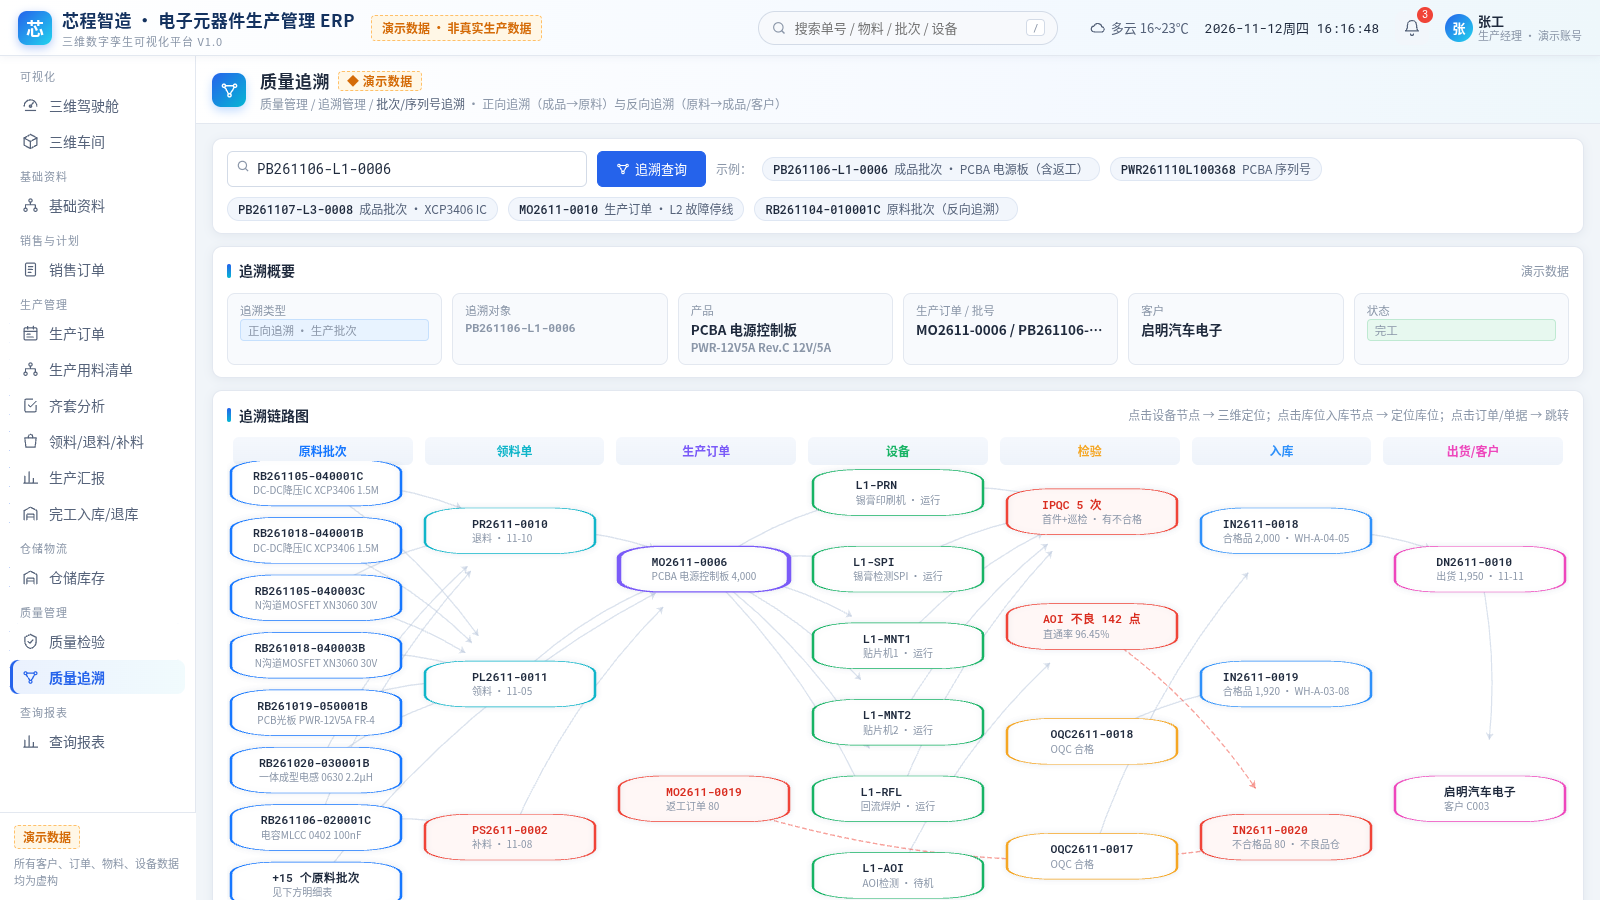 芯
芯程智造 · 电子元器件生产管理 ERP
三维数字孪生可视化平台 V1.0
演示数据 · 非真实生产数据
搜索单号 / 物料 / 批次 / 设备
/
多云 16~23℃
2026-11-12周四 16:16:48
3
张
张工
生产经理 · 演示账号
可视化
三维驾驶舱
三维车间
基础资料
基础资料
销售与计划
销售订单
生产管理
生产订单
生产用料清单
齐套分析
领料/退料/补料
生产汇报
完工入库/退库
仓储物流
仓储库存
质量管理
质量检验
质量追溯
查询报表
查询报表
演示数据
所有客户、订单、物料、设备数据
均为虚构
质量追溯
◆ 演示数据
质量管理 / 追溯管理 / 批次/序列号追溯 · 正向追溯（成品→原料）与反向追溯（原料→成品/客户）
PB261106-L1-0006
追溯查询
示例：
PB261106-L1-0006 成品批次 · PCBA 电源板（含返工）
PWR261110L100368 PCBA 序列号
PB261107-L3-0008 成品批次 · XCP3406 IC
MO2611-0010 生产订单 · L2 故障停线
RB261104-010001C 原料批次（反向追溯）
追溯概要
演示数据
追溯类型
正向追溯 · 生产批次
追溯对象
PB261106-L1-0006
产品
PCBA 电源控制板
PWR-12V5A Rev.C 12V/5A
生产订单 / 批号
MO2611-0006 / PB261106-···
客户
启明汽车电子
状态
完工
追溯链路图
点击设备节点 → 三维定位；点击库位入库节点 → 定位库位；点击订单/单据 → 跳转
原料批次
领料单
生产订单
设备
检验
入库
出货/客户
RB261105-040001C
DC-DC降压IC XCP3406 1.5M
RB261018-040001B
DC-DC降压IC XCP3406 1.5M
RB261105-040003C
N沟道MOSFET XN3060 30V
RB261018-040003B
N沟道MOSFET XN3060 30V
RB261019-050001B
PCB光板 PWR-12V5A FR-4
RB261020-030001B
一体成型电感 0630 2.2μH
RB261106-020001C
电容MLCC 0402 100nF
+15 个原料批次
见下方明细表
PR2611-0010
退料 · 11-10
PL2611-0011
领料 · 11-05
PS2611-0002
补料 · 11-08
MO2611-0006
PCBA 电源控制板 4,000
MO2611-0019
返工订单 80
L1-PRN
锡膏印刷机 · 运行
L1-SPI
锡膏检测SPI · 运行
L1-MNT1
贴片机1 · 运行
L1-MNT2
贴片机2 · 运行
L1-RFL
回流焊炉 · 运行
L1-AOI
AOI检测 · 待机
IPQC 5 次
首件+巡检 · 有不合格
AOI 不良 142 点
直通率 96.45%
OQC2611-0018
OQC 合格
OQC2611-0017
OQC 合格
IN2611-0018
合格品 2,000 · WH-A-04-05
IN2611-0019
合格品 1,920 · WH-A-03-08
IN2611-0020
不合格品 80 · 不良品仓
DN2611-0010
出货 1,950 · 11-11
启明汽车电子
客户 C003